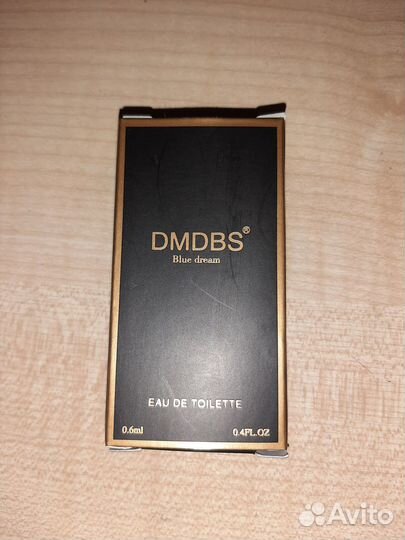 DMDBS®
Blue dream
EAU DE TOILETTE
0.6ml 0.4FL.OZ
Avito